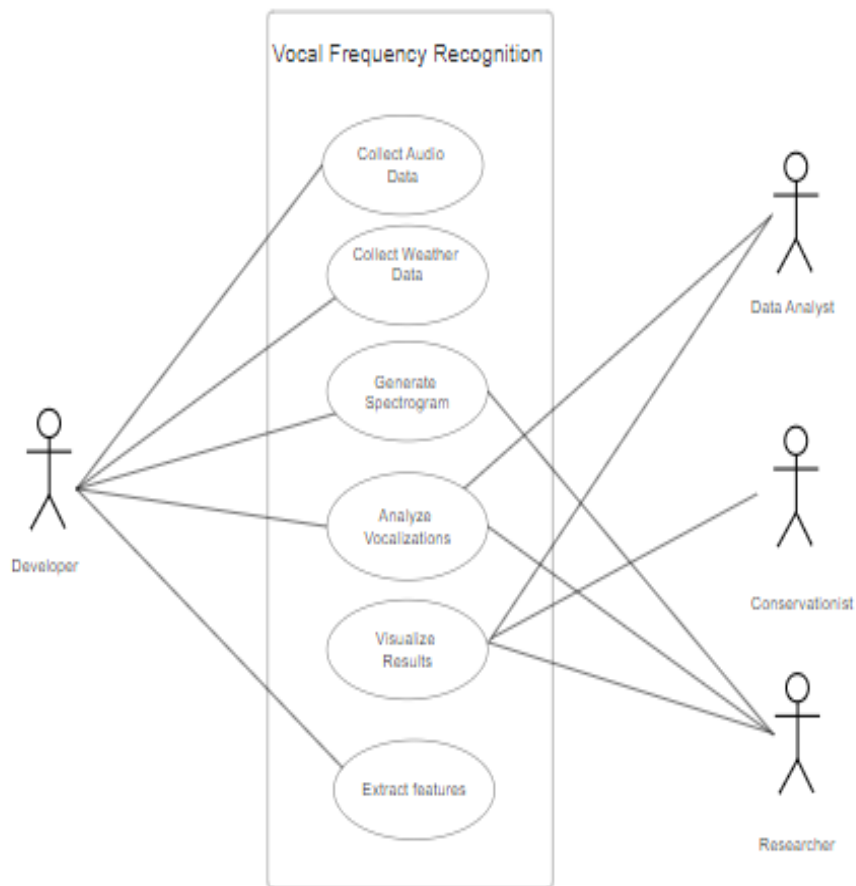 Vocal Frequency Recognition
Collect Audio
Data
Collect Weather
Data
Generate
Spectrogram
Analyze
Vocalizations
Visualize
Results
Extract features
Developer
Data Analyst
Conservationist
Researcher